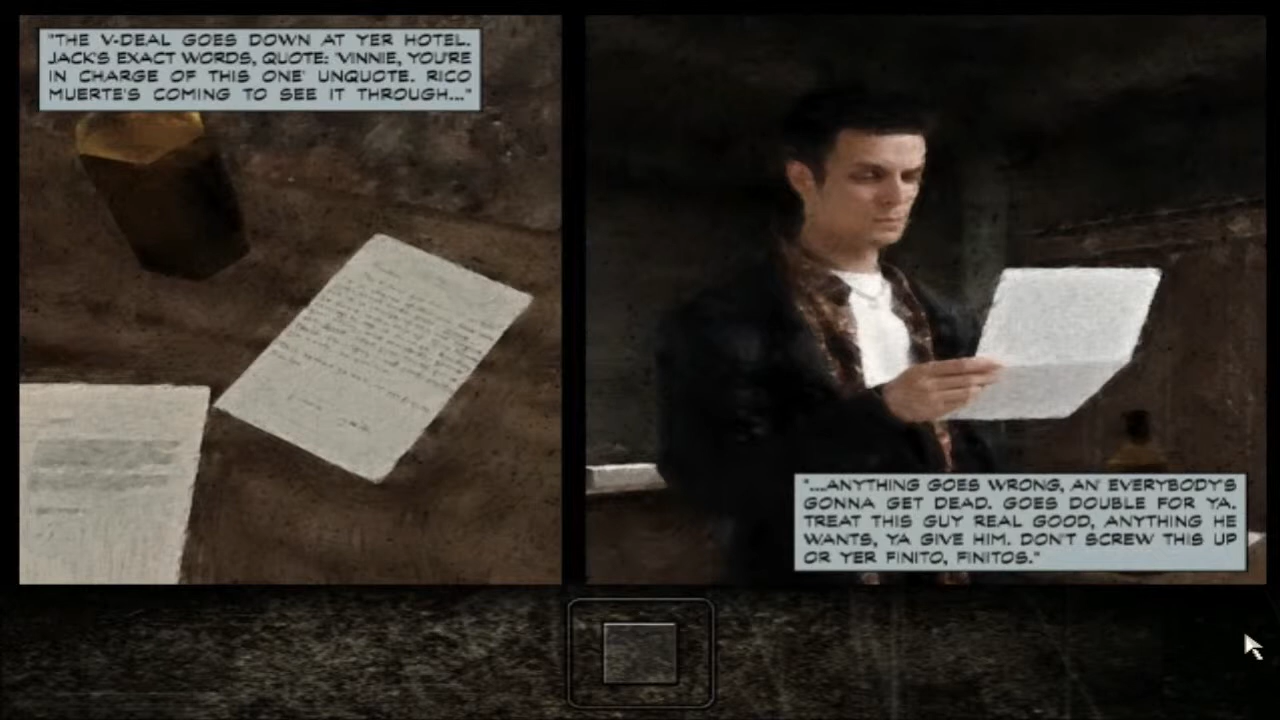 "THE V-DEAL GOES DOWN AT YER HOTEL.
JACK'S EXACT WORDS, QUOTE: 'VINNIE, YOU'RE
IN CHARGE OF THIS ONE' UNQUOTE. RICO
MUERTE'S COMING TO SEE IT THROUGH..."
"...ANYTHING GOES WRONG, AN' EVERYBODY'S
GONNA GET DEAD. GOES DOUBLE FOR YA.
TREAT THIS GUY REAL GOOD, ANYTHING HE
WANTS, YA GIVE HIM. DON'T SCREW THIS UP
OR YER FINITO, FINITOS."